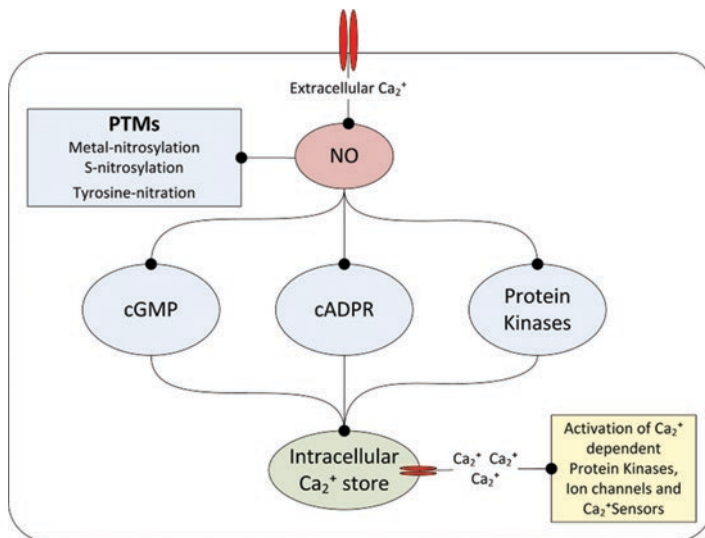 Extracellular Ca₂⁺
PTMs
Metal-nitrosylation
S-nitrosylation
Tyrosine-nitration
NO
cGMP
cADPR
Protein
Kinases
Intracellular
Ca₂⁺ store
Ca₂⁺ Ca₂⁺
Ca₂⁺
Activation of Ca₂⁺
dependent
Protein Kinases,
Ion channels and
Ca₂⁺Sensors